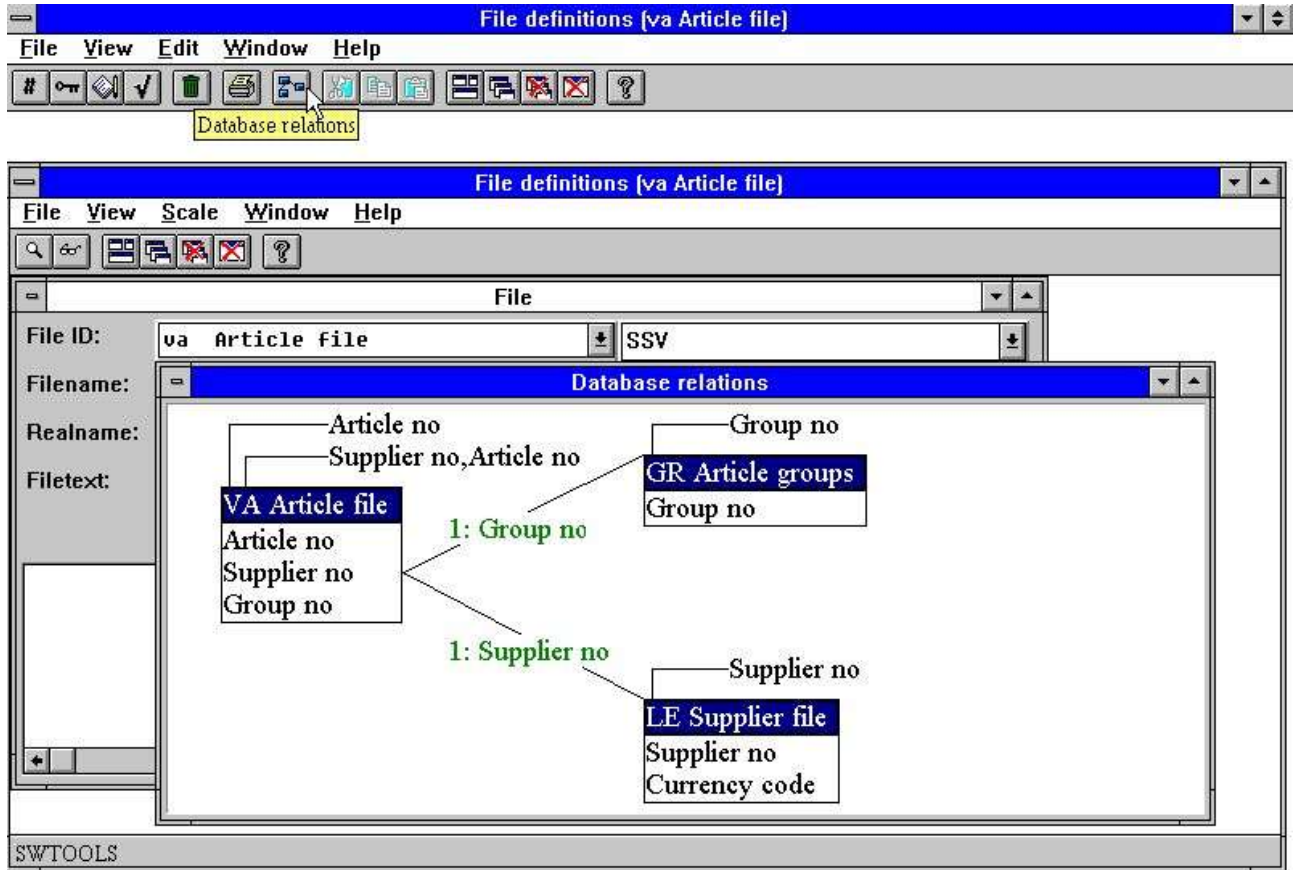 File definitions (va Article file)
File View Edit Window Help
#
Database relations
File definitions (va Article file)
File View Scale Window Help
File
File ID: va Article file SSV
Filename:
Database relations
Realname:
Filetext:
Article no
Supplier no,Article no
VA Article file
Article no
Supplier no
Group no
1: Group no
1: Supplier no
Group no
GR Article groups
Group no
Supplier no
LE Supplier file
Supplier no
Currency code
SWTOOLS